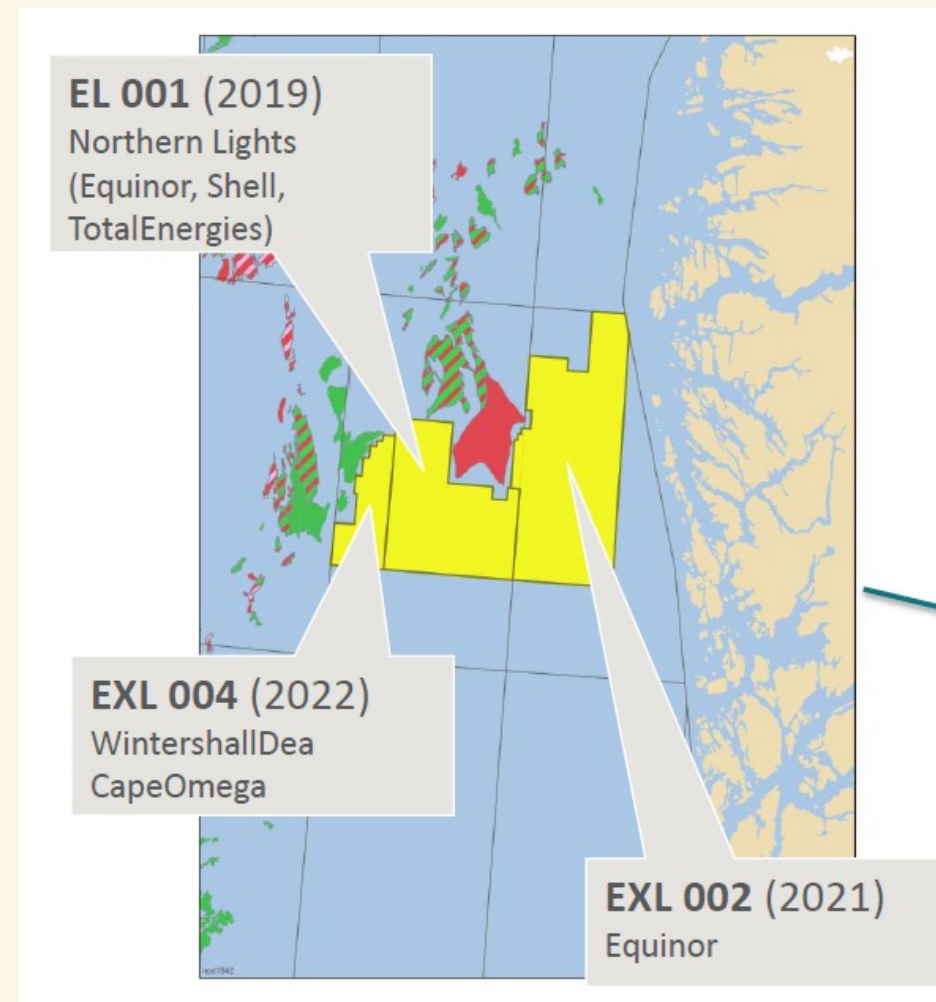 EL 001 (2019)
Northern Lights
(Equinor, Shell,
TotalEnergies)
EXL 004 (2022)
WintershallDea
CapeOmega
EXL 002 (2021)
Equinor